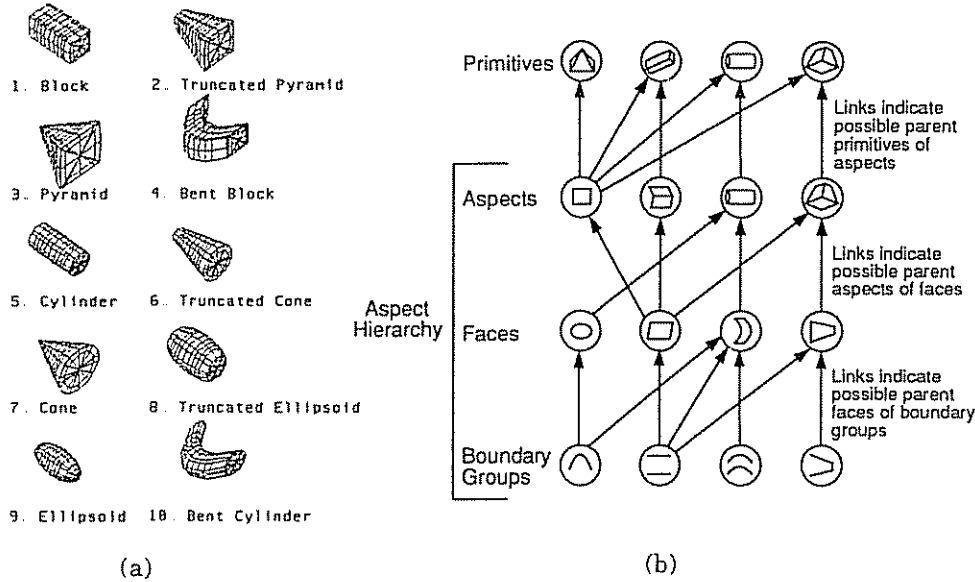 1. Block
2. Truncated Pyramid
3. Pyramid
4. Bent Block
5. Cylinder
6. Truncated Cone
7. Cone
8. Truncated Ellipsoid
9. Ellipsoid
10. Bent Cylinder
(a)
Primitives
Links indicate
possible parent
primitives of
aspects
Aspects
Links indicate
possible parent
aspects of faces
Aspect
Hierarchy
Faces
Links indicate
possible parent
faces of boundary
groups
Boundary
Groups
(b)